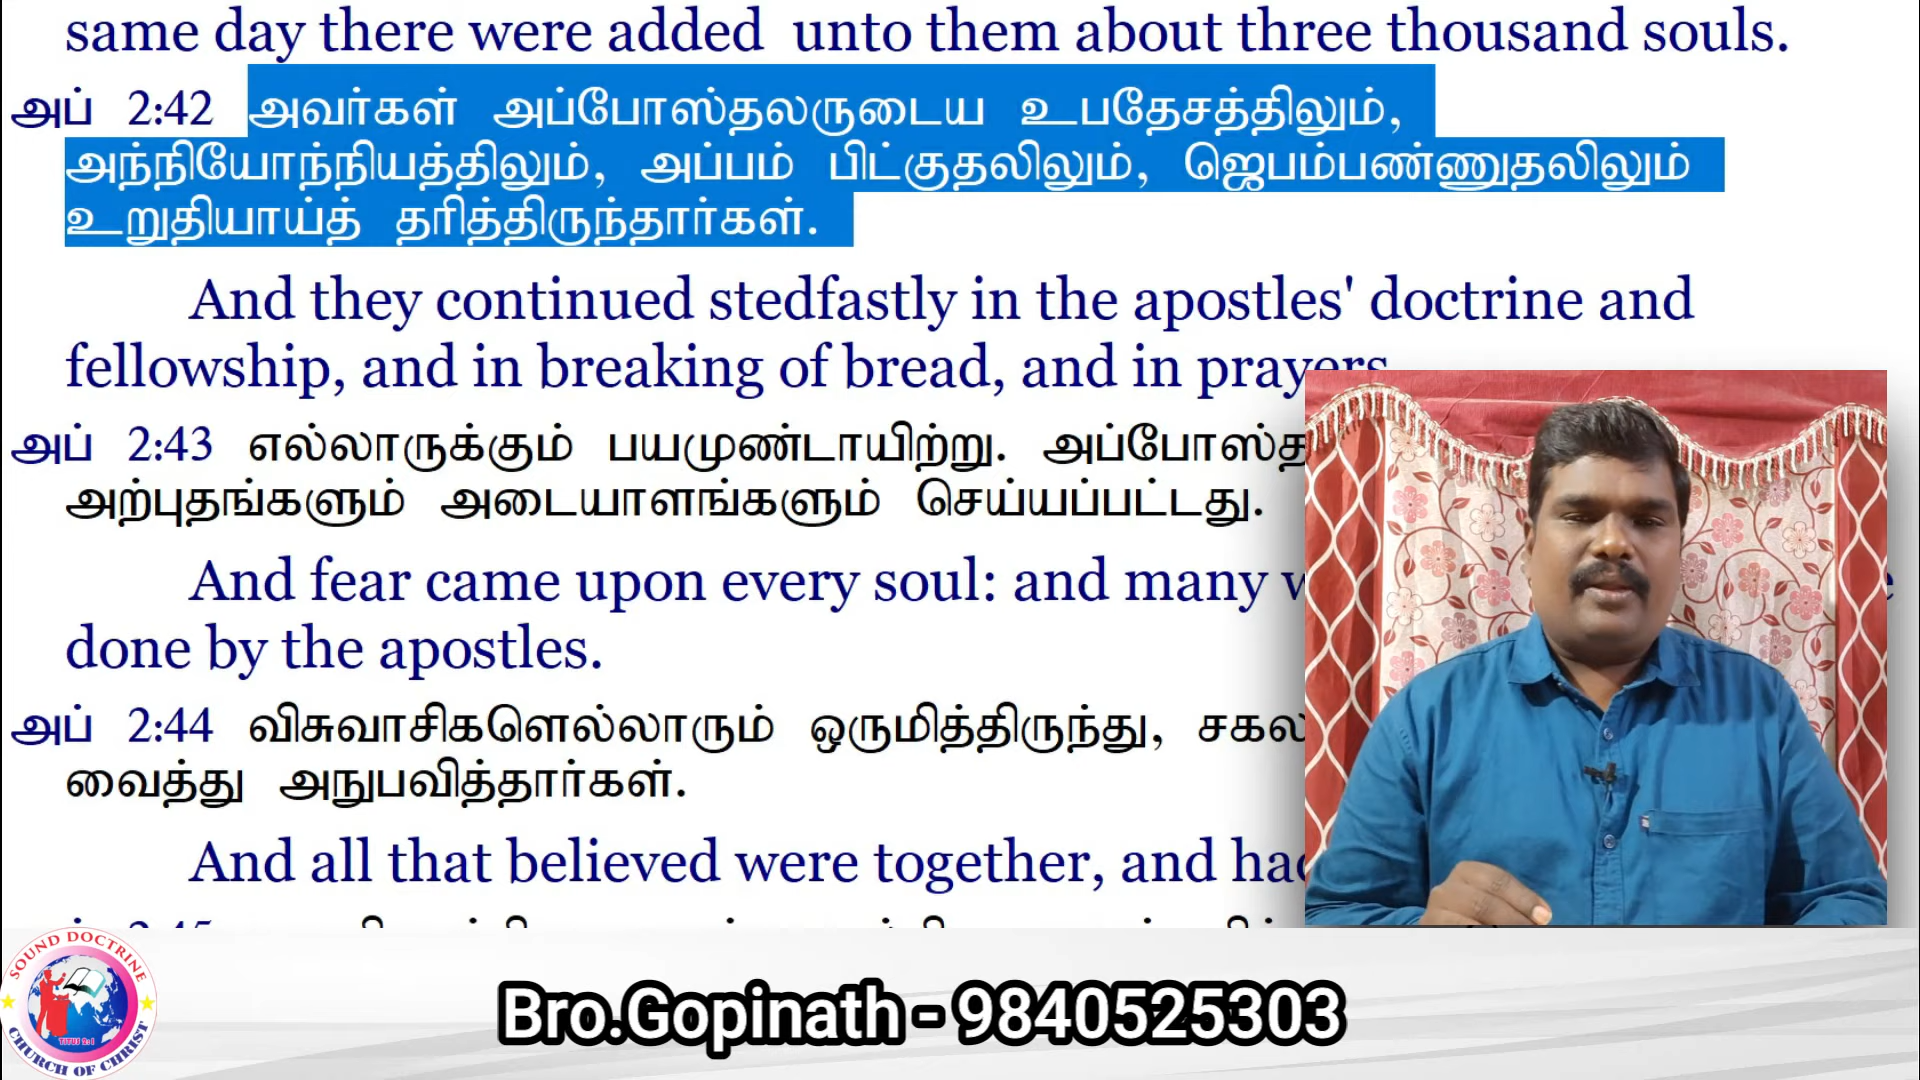 same day there were added unto them about three thousand souls.
அப் 2:42 அவர்கள் அப்போஸ்தலருடைய உபதேசத்திலும்,
அந்நியோந்நியத்திலும், அப்பம் பிட்குதலிலும், ஜெபம்பண்ணுதலிலும்
உறுதியாய்த் தரித்திருந்தார்கள்.
And they continued stedfastly in the apostles' doctrine and
fellowship, and in breaking of bread, and in prayers
அப் 2:43 எல்லாருக்கும் பயமுண்டாயிற்று.
அற்புதங்களும் அடையாளங்களும் செய்யப்பட்டது.
And fear came upon every soul: and many
done by the apostles.
அப் 2:44 விசுவாசிகளெல்லாரும் ஒருமித்திருந்து,
வைத்து அநுபவித்தார்கள்.
And all that believed were together, and
SOUND DOCTRINE
TITUS 2:1
CHURCH OF CHRIST
Bro.Gopinath - 9840525303